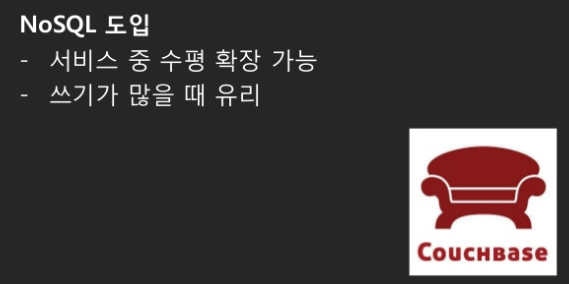 NoSQL 도입
- 서비스 중 수평 확장 가능
- 쓰기가 많을 때 유리
COUCHBASE